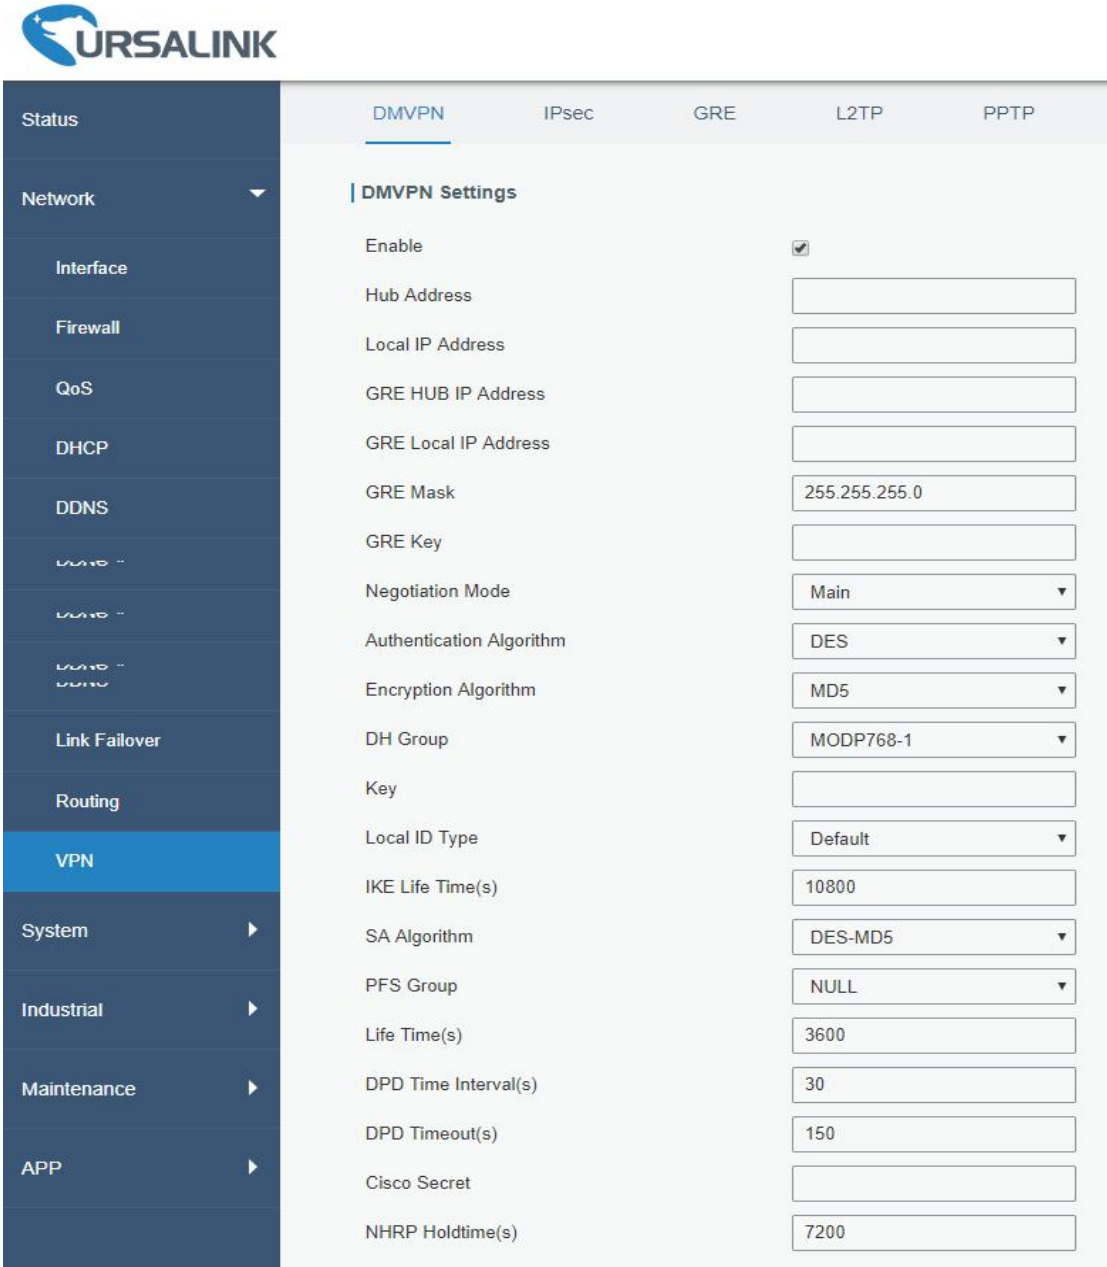 URSALINK
Status
Network
Interface
Firewall
QoS
DHCP
DDNS
Link Failover
Routing
VPN
System
Industrial
Maintenance
APP
DMVPN IPsec GRE L2TP PPTP
DMVPN Settings
Enable
Hub Address
Local IP Address
GRE HUB IP Address
GRE Local IP Address
GRE Mask 255.255.255.0
GRE Key
Negotiation Mode Main
Authentication Algorithm DES
Encryption Algorithm MD5
DH Group MODP768-1
Key
Local ID Type Default
IKE Life Time(s) 10800
SA Algorithm DES-MD5
PFS Group NULL
Life Time(s) 3600
DPD Time Interval(s) 30
DPD Timeout(s) 150
Cisco Secret
NHRP Holdtime(s) 7200